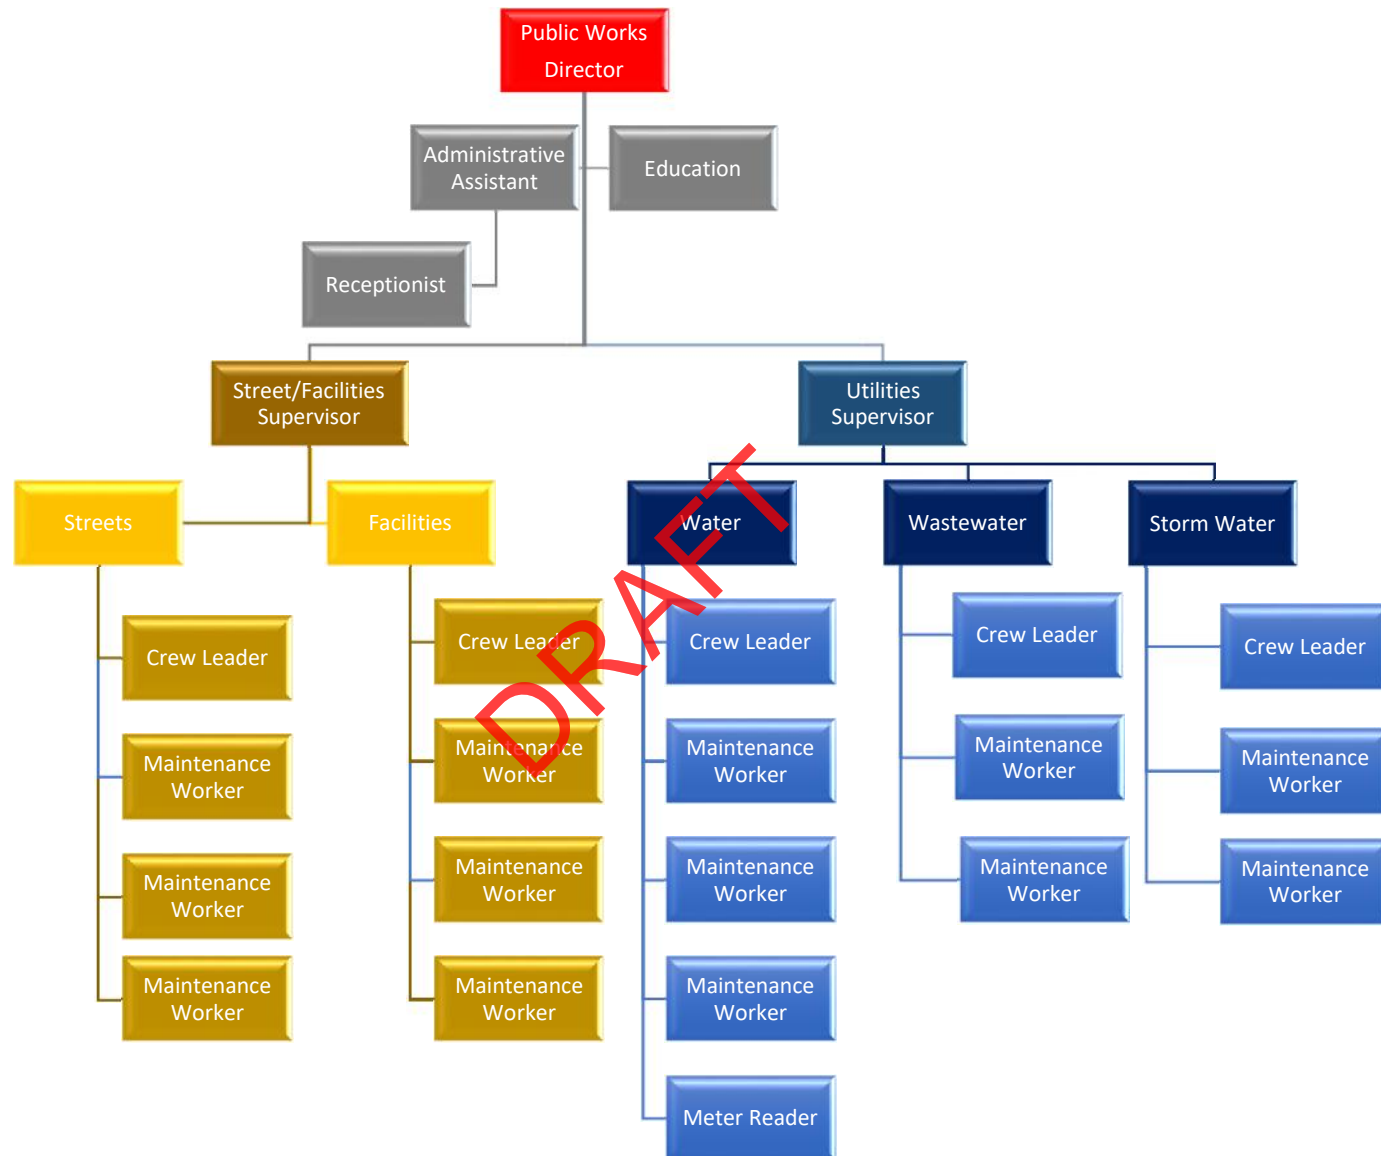 Public Works
Director
Administrative
Assistant
Education
Receptionist
Street/Facilities
Supervisor
Utilities
Supervisor
Streets
Facilities
Water
Wastewater
Storm Water
Crew Leader
Maintenance
Worker
Maintenance
Worker
Maintenance
Worker
Crew Leader
Maintenance
Worker
Maintenance
Worker
Maintenance
Worker
Crew Leader
Maintenance
Worker
Maintenance
Worker
Maintenance
Worker
Meter Reader
Crew Leader
Maintenance
Worker
Maintenance
Worker
Crew Leader
Maintenance
Worker
Maintenance
Worker
DRAFT